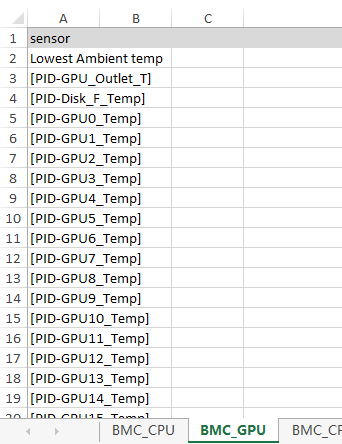 A B C
1 sensor
2 Lowest Ambient temp
3 [PID-GPU_Outlet_T]
4 [PID-Disk_F_Temp]
5 [PID-GPU0_Temp]
6 [PID-GPU1_Temp]
7 [PID-GPU2_Temp]
8 [PID-GPU3_Temp]
9 [PID-GPU4_Temp]
10 [PID-GPU5_Temp]
11 [PID-GPU6_Temp]
12 [PID-GPU7_Temp]
13 [PID-GPU8_Temp]
14 [PID-GPU9_Temp]
15 [PID-GPU10_Temp]
16 [PID-GPU11_Temp]
17 [PID-GPU12_Temp]
18 [PID-GPU13_Temp]
19 [PID-GPU14_Temp]
20 [PID-GPU15_Temp]
BMC_CPU BMC_GPU